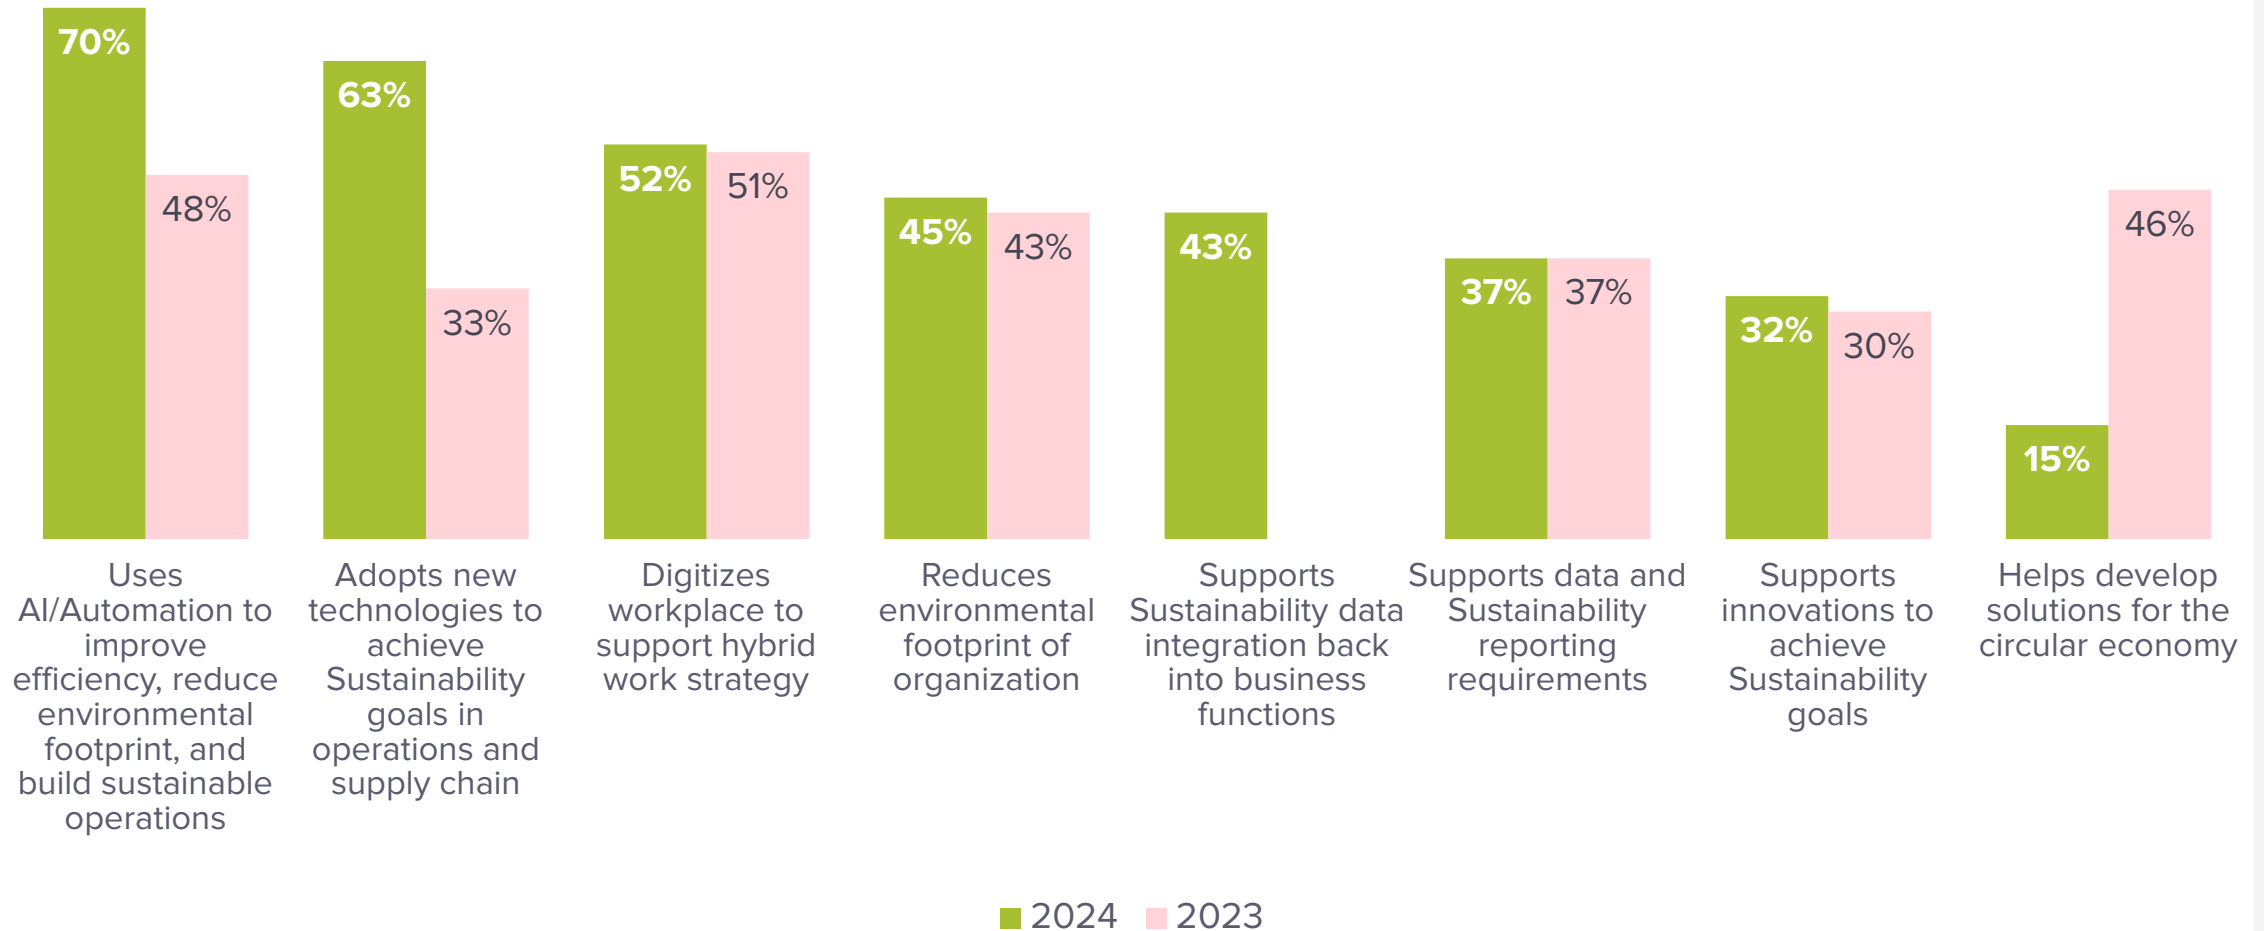 70%
48%
63%
33%
52%
51%
45%
43%
43%
37%
37%
32%
30%
15%
46%
Uses
AI/Automation to
improve
efficiency, reduce
environmental
footprint, and
build sustainable
operations
Adopts new
technologies to
achieve
Sustainability
goals in
operations and
supply chain
Digitizes
workplace to
support hybrid
work strategy
Reduces
environmental
footprint of
organization
Supports
Sustainability data
integration back
into business
functions
Supports data and
Sustainability
reporting
requirements
Supports
innovations to
achieve
Sustainability
goals
Helps develop
solutions for the
circular economy
2024
2023